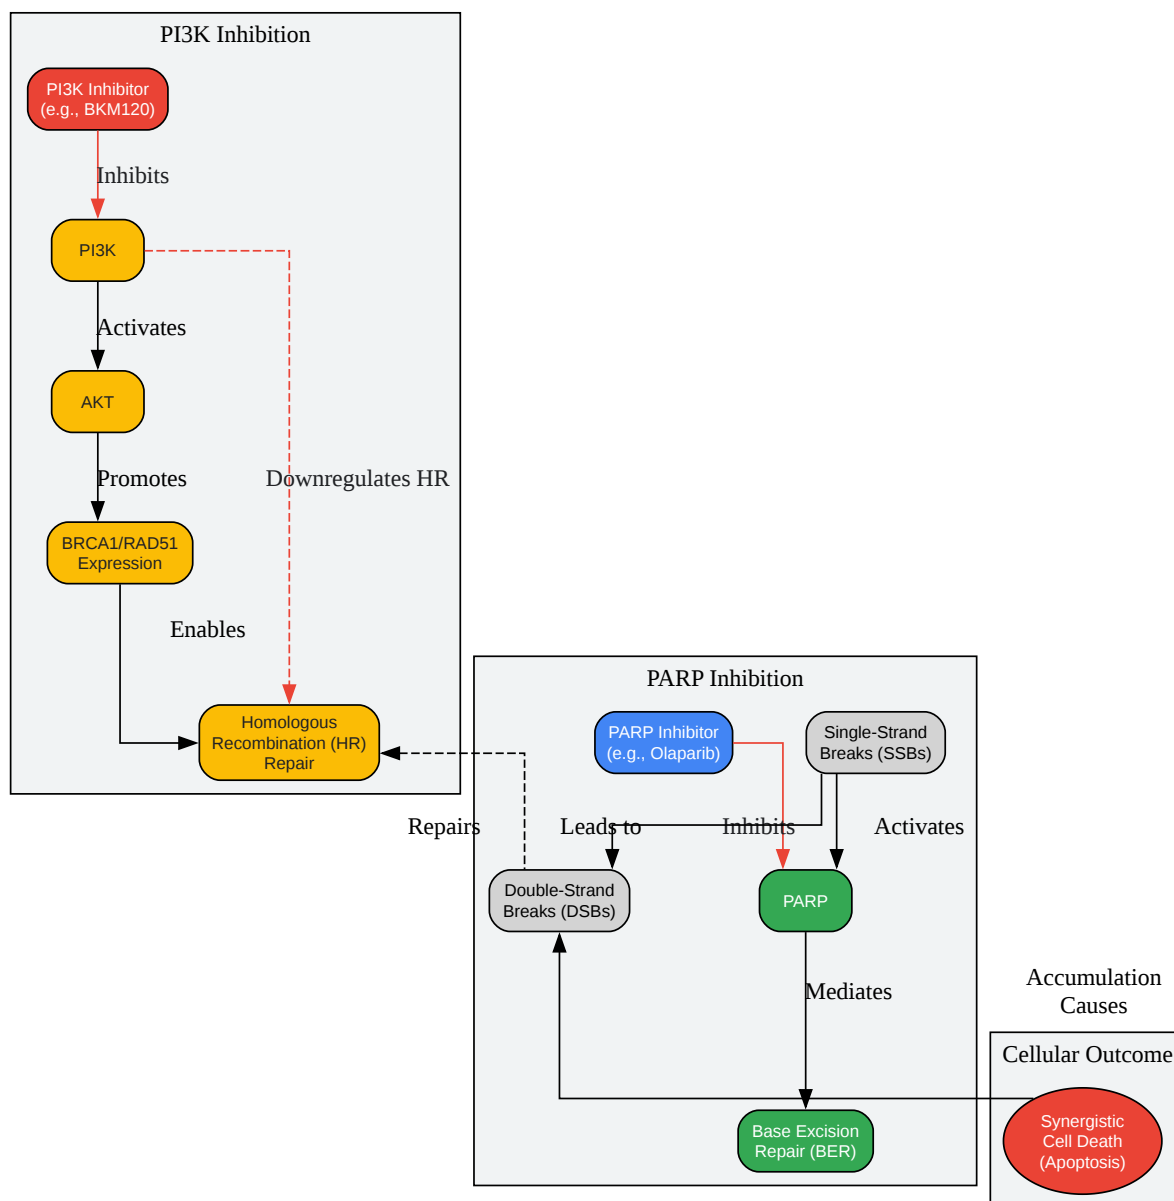 PI3K Inhibition
PI3K Inhibitor
(e.g., BKM120)
Inhibits
PI3K
Activates
AKT
Promotes
Downregulates HR
BRCA1/RAD51
Expression
Enables
Homologous
Recombination (HR)
Repair
PARP Inhibition
PARP Inhibitor
(e.g., Olaparib)
Single-Strand
Breaks (SSBs)
Repairs
Leads to
Inhibits
Activates
Double-Strand
Breaks (DSBs)
PARP
Mediates
Base Excision
Repair (BER)
Accumulation
Causes
Cellular Outcome
Synergistic
Cell Death
(Apoptosis)